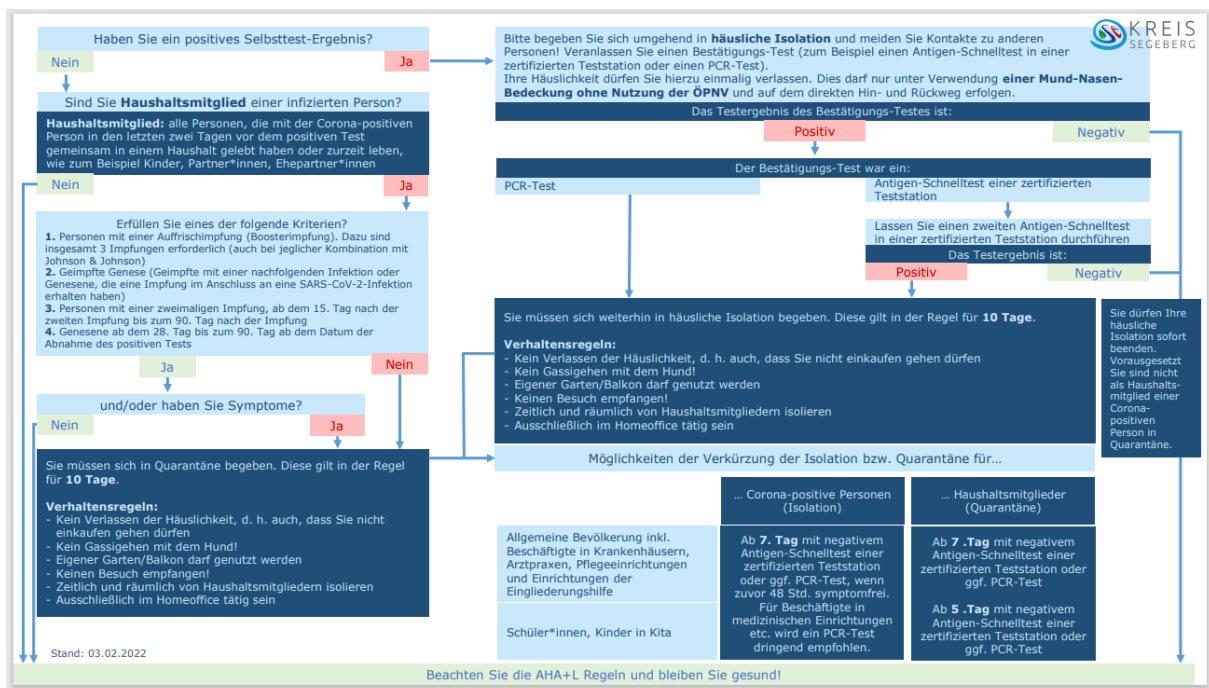 KREIS
SEGEBERG
Haben Sie ein positives Selbsttest-Ergebnis?
Nein
Ja
Sind Sie Haushaltsmitglied einer infizierten Person?
Haushaltsmitglied: alle Personen, die mit der Corona-positiven
Person in den letzten zwei Tagen vor dem positiven Test
gemeinsam in einem Haushalt gelebt haben oder zurzeit leben,
wie zum Beispiel Kinder, Partner*innen, Ehepartner*innen
Nein
Ja
Erfüllen Sie eines der folgende Kriterien?
1. Personen mit einer Auffrischimpfung (Boosterimpfung). Dazu sind
insgesamt 3 Impfungen erforderlich (auch bei jeglicher Kombination mit
Johnson & Johnson)
2. Geimpfte Genese (Geimpfte mit einer nachfolgenden Infektion oder
Genesene, die eine Impfung im Anschluss an eine SARS-CoV-2-Infektion
erhalten haben)
3. Personen mit einer zweimaligen Impfung, ab dem 15. Tag nach der
zweiten Impfung bis zum 90. Tag nach der Impfung
4. Genesene ab dem 28. Tag bis zum 90. Tag ab dem Datum der
Abnahme des positiven Tests
Ja
Nein
und/oder haben Sie Symptome?
Nein
Ja
Sie müssen sich in Quarantäne begeben. Diese gilt in der Regel
für 10 Tage.
Verhaltensregeln:
- Kein Verlassen der Häuslichkeit, d. h. auch, dass Sie nicht
einkaufen gehen dürfen
- Kein Gassigehen mit dem Hund!
- Eigener Garten/Balkon darf genutzt werden
- Keinen Besuch empfangen!
- Zeitlich und räumlich von Haushaltsmitgliedern isolieren
- Ausschließlich im Homeoffice tätig sein
Stand: 03.02.2022
Bitte begeben Sie sich umgehend in häusliche Isolation und meiden Sie Kontakte zu anderen
Personen! Veranlassen Sie einen Bestätigungs-Test (zum Beispiel einen Antigen-Schnelltest in einer
zertifizierten Teststation oder einen PCR-Test).
Ihre Häuslichkeit dürfen Sie hierzu einmalig verlassen. Dies darf nur unter Verwendung einer Mund-Nasen-
Bedeckung ohne Nutzung der ÖPNV und auf dem direkten Hin- und Rückweg erfolgen.
Das Testergebnis des Bestätigungs-Testes ist:
Positiv
Negativ
Der Bestätigungs-Test war ein:
PCR-Test
Antigen-Schnelltest einer zertifizierten
Teststation
Lassen Sie einen zweiten Antigen-Schnelltest
in einer zertifizierten Teststation durchführen
Das Testergebnis ist:
Positiv
Negativ
Sie müssen sich weiterhin in häusliche Isolation begeben. Diese gilt in der Regel für 10 Tage.
Verhaltensregeln:
- Kein Verlassen der Häuslichkeit, d. h. auch, dass Sie nicht einkaufen gehen dürfen
- Kein Gassigehen mit dem Hund!
- Eigener Garten/Balkon darf genutzt werden
- Keinen Besuch empfangen!
- Zeitlich und räumlich von Haushaltsmitgliedern isolieren
- Ausschließlich im Homeoffice tätig sein
Sie dürfen Ihre
häusliche
Isolation sofort
beenden.
Vorausgesetzt
Sie sind nicht
als Haushalts-
mitglied einer
Corona-
positiven
Person in
Quarantäne.
Möglichkeiten der Verkürzung der Isolation bzw. Quarantäne für…
… Corona-positive Personen
(Isolation)
… Haushaltsmitglieder
(Quarantäne)
Allgemeine Bevölkerung inkl.
Beschäftigte in Krankenhäusern,
Arztpraxen, Pflegeeinrichtungen
und Einrichtungen der
Eingliederungshilfe
Schüler*innen, Kinder in Kita
Ab 7. Tag mit negativem
Antigen-Schnelltest einer
zertifizierten Teststation
oder ggf. PCR-Test, wenn
zuvor 48 Std. symptomfrei.
Für Beschäftigte in
medizinischen Einrichtungen
etc. wird ein PCR-Test
dringend empfohlen.
Ab 7 .Tag mit negativem
Antigen-Schnelltest einer
zertifizierten Teststation oder
ggf. PCR-Test
Ab 5 .Tag mit negativem
Antigen-Schnelltest einer
zertifizierten Teststation oder
ggf. PCR-Test
Beachten Sie die AHA+L Regeln und bleiben Sie gesund!